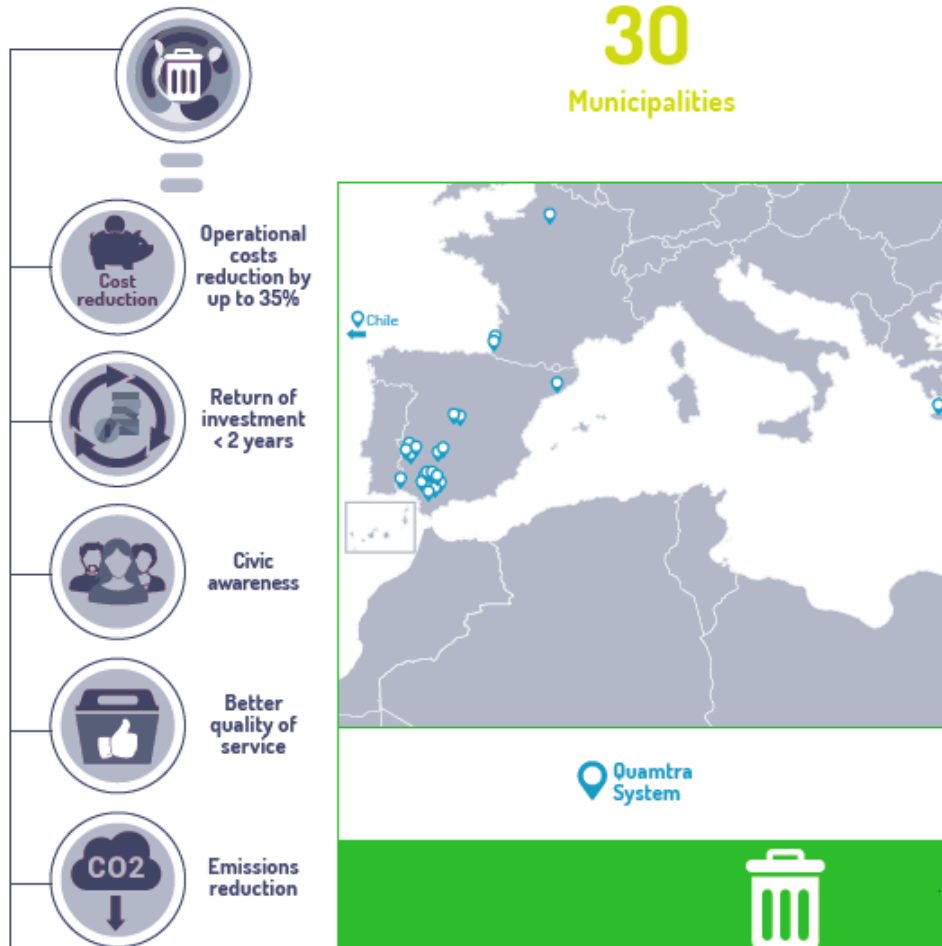 30
Municipalities
Cost
reduction
Operational
costs
reduction by
up to 35%
Chile
Return of
investment
< 2 years
Civic
awareness
Better
quality of
service
Quamtra
System
CO2
Emissions
reduction